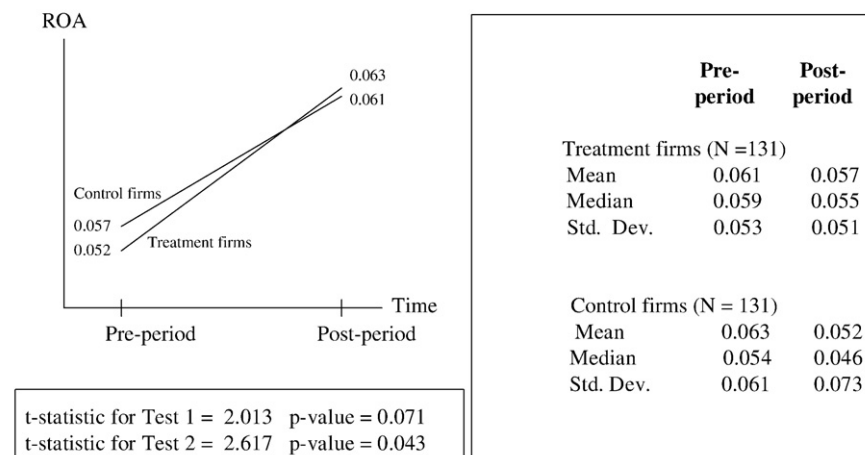 ROA
0.063
0.061
Control firms
0.057
0.052
Treatment firms
Time
Pre-period
Post-period
t-statistic for Test 1 = 2.013 p-value = 0.071
t-statistic for Test 2 = 2.617 p-value = 0.043
Pre- Post-
period period
Treatment firms (N =131)
Mean 0.061 0.057
Median 0.059 0.055
Std. Dev. 0.053 0.051
Control firms (N = 131)
Mean 0.063 0.052
Median 0.054 0.046
Std. Dev. 0.061 0.073